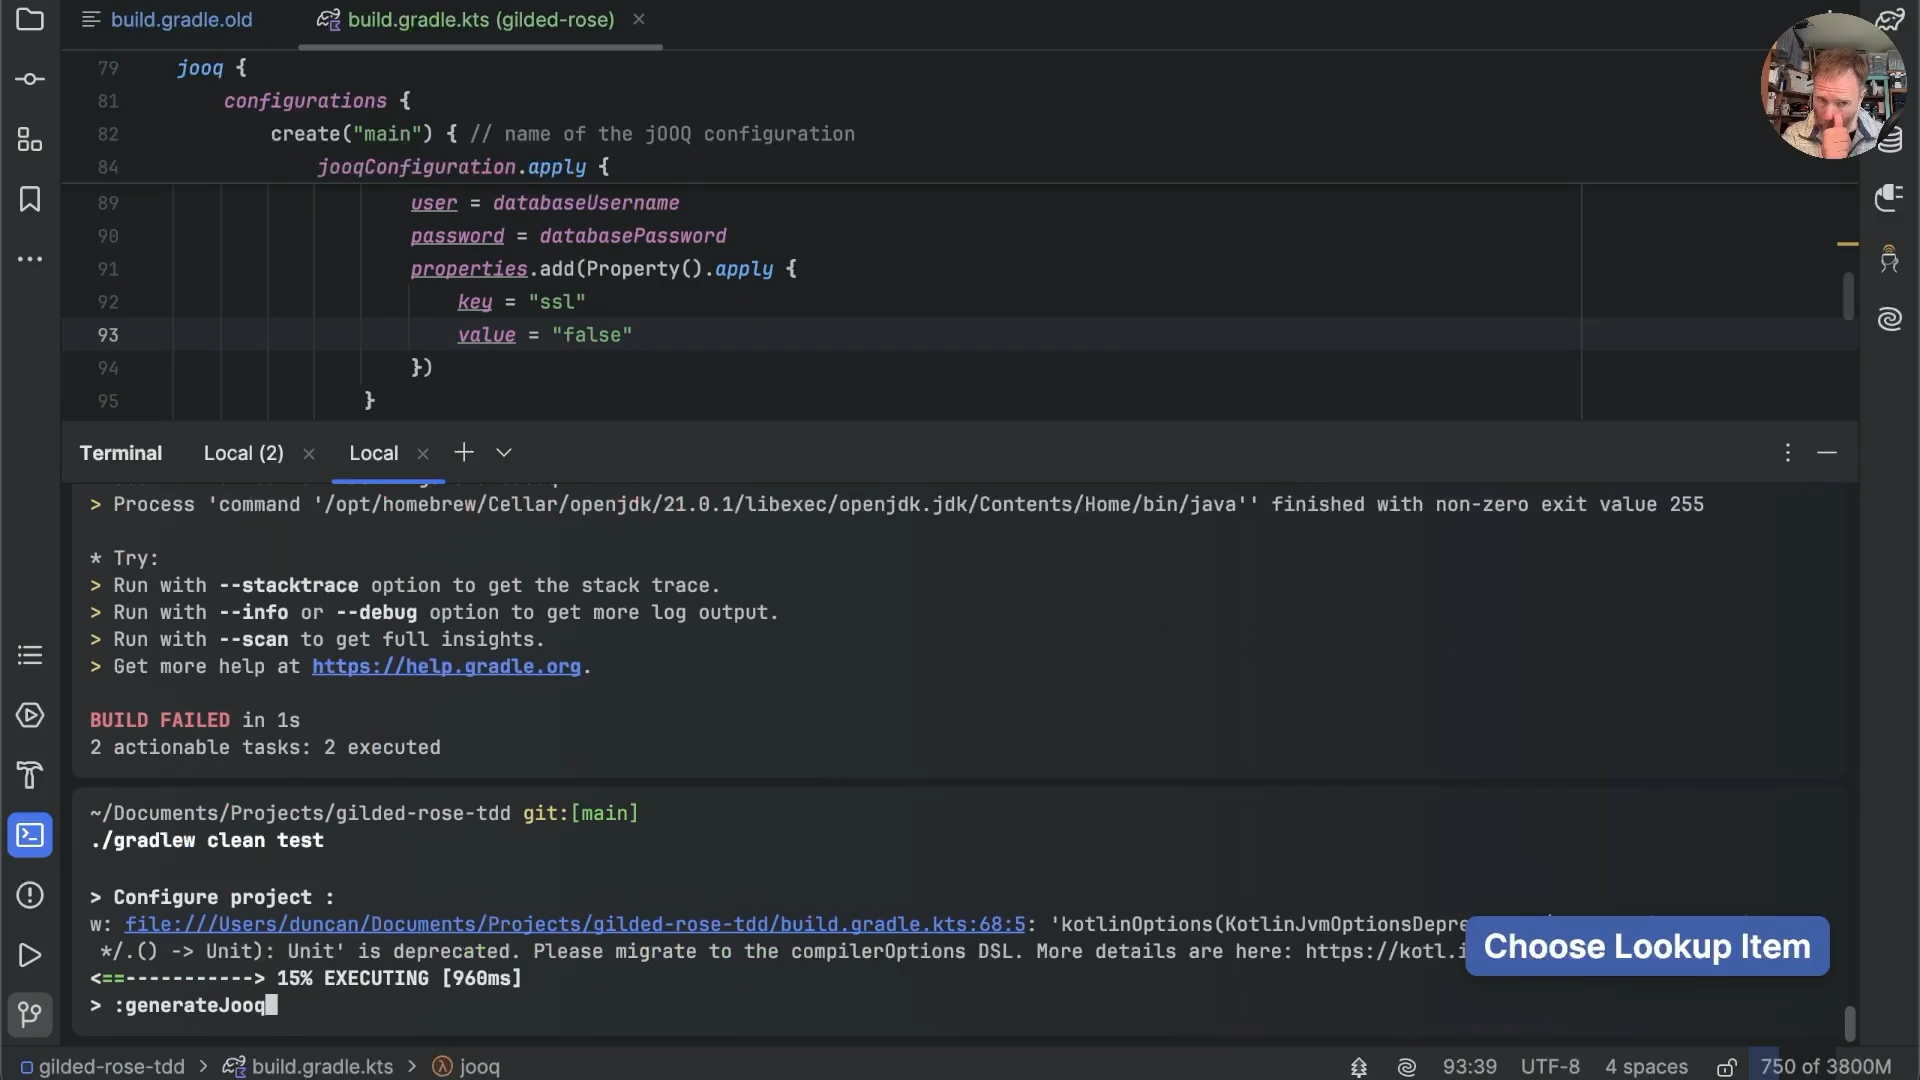 build.gradle.old
build.gradle.kts (gilded-rose)
79 jooq {
81 configurations {
82 create("main") { // name of the jOOQ configuration
84 jooqConfiguration.apply {
89 user = databaseUsername
90 password = databasePassword
91 properties.add(Property().apply {
92 key = "ssl"
93 value = "false"
94 })
95 }
Terminal Local (2) Local
> Process 'command '/opt/homebrew/Cellar/openjdk/21.0.1/libexec/openjdk.jdk/Contents/Home/bin/java'' finished with non-zero exit value 255
* Try:
> Run with --stacktrace option to get the stack trace.
> Run with --info or --debug option to get more log output.
> Run with --scan to get full insights.
> Get more help at https://help.gradle.org.
BUILD FAILED in 1s
2 actionable tasks: 2 executed
~/Documents/Projects/gilded-rose-tdd git:[main]
./gradlew clean test
> Configure project :
w: file:///Users/duncan/Documents/Projects/gilded-rose-tdd/build.gradle.kts:68:5: 'kotlinOptions(KotlinJvmOptionsDepre
*/.() -> Unit): Unit' is deprecated. Please migrate to the compilerOptions DSL. More details are here: https://kotl.i
Choose Lookup Item
<==-----------> 15% EXECUTING [960ms]
> :generateJooq
gilded-rose-tdd > build.gradle.kts > jooq
93:39 UTF-8 4 spaces 750 of 3800M